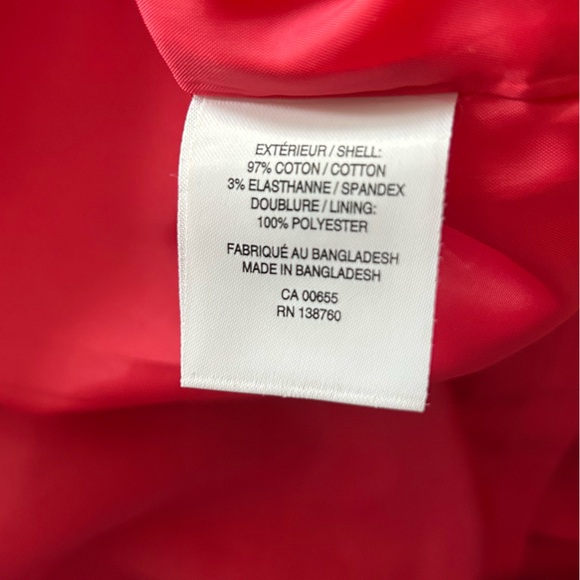 EXTÉRIEUR / SHELL:
97% COTON / COTTON
3% ELASTHANNE / SPANDEX
DOUBLURE / LINING:
100% POLYESTER
FABRIQUÉ AU BANGLADESH
MADE IN BANGLADESH
CA 00655
RN 138760